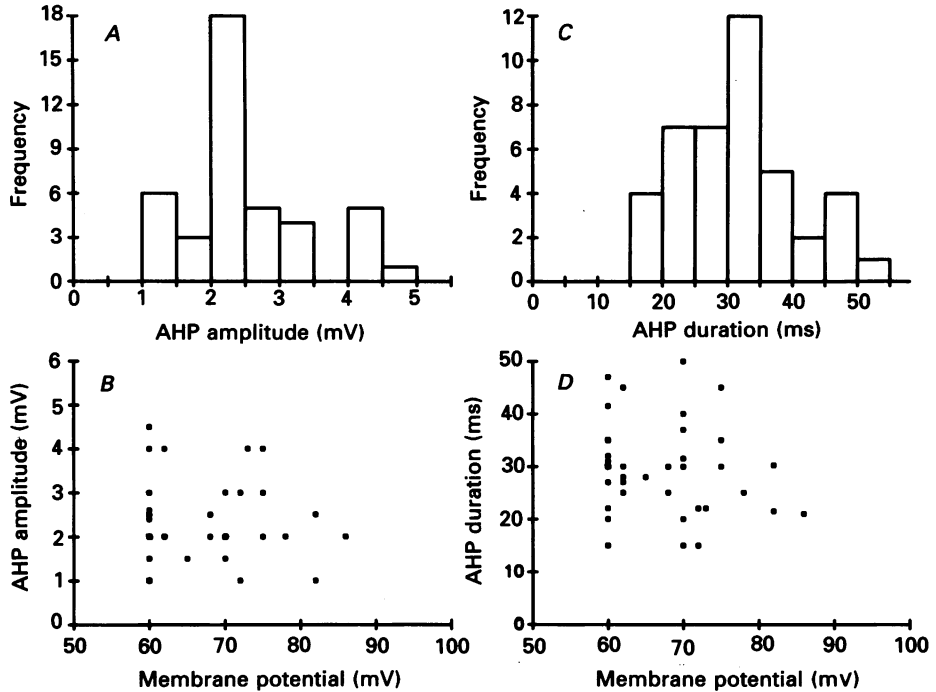 A
Frequency
18
15
12
9
6
3
0
0 1 2 3 4 5
AHP amplitude (mV)
C
Frequency
12
10
8
6
4
2
0
0 10 20 30 40 50
AHP duration (ms)
B
AHP amplitude (mV)
6
5
4
3
2
1
0
50 60 70 80 90 100
Membrane potential (mV)
D
AHP duration (ms)
50
40
30
20
10
0
50 60 70 80 90 100
Membrane potential (mv)